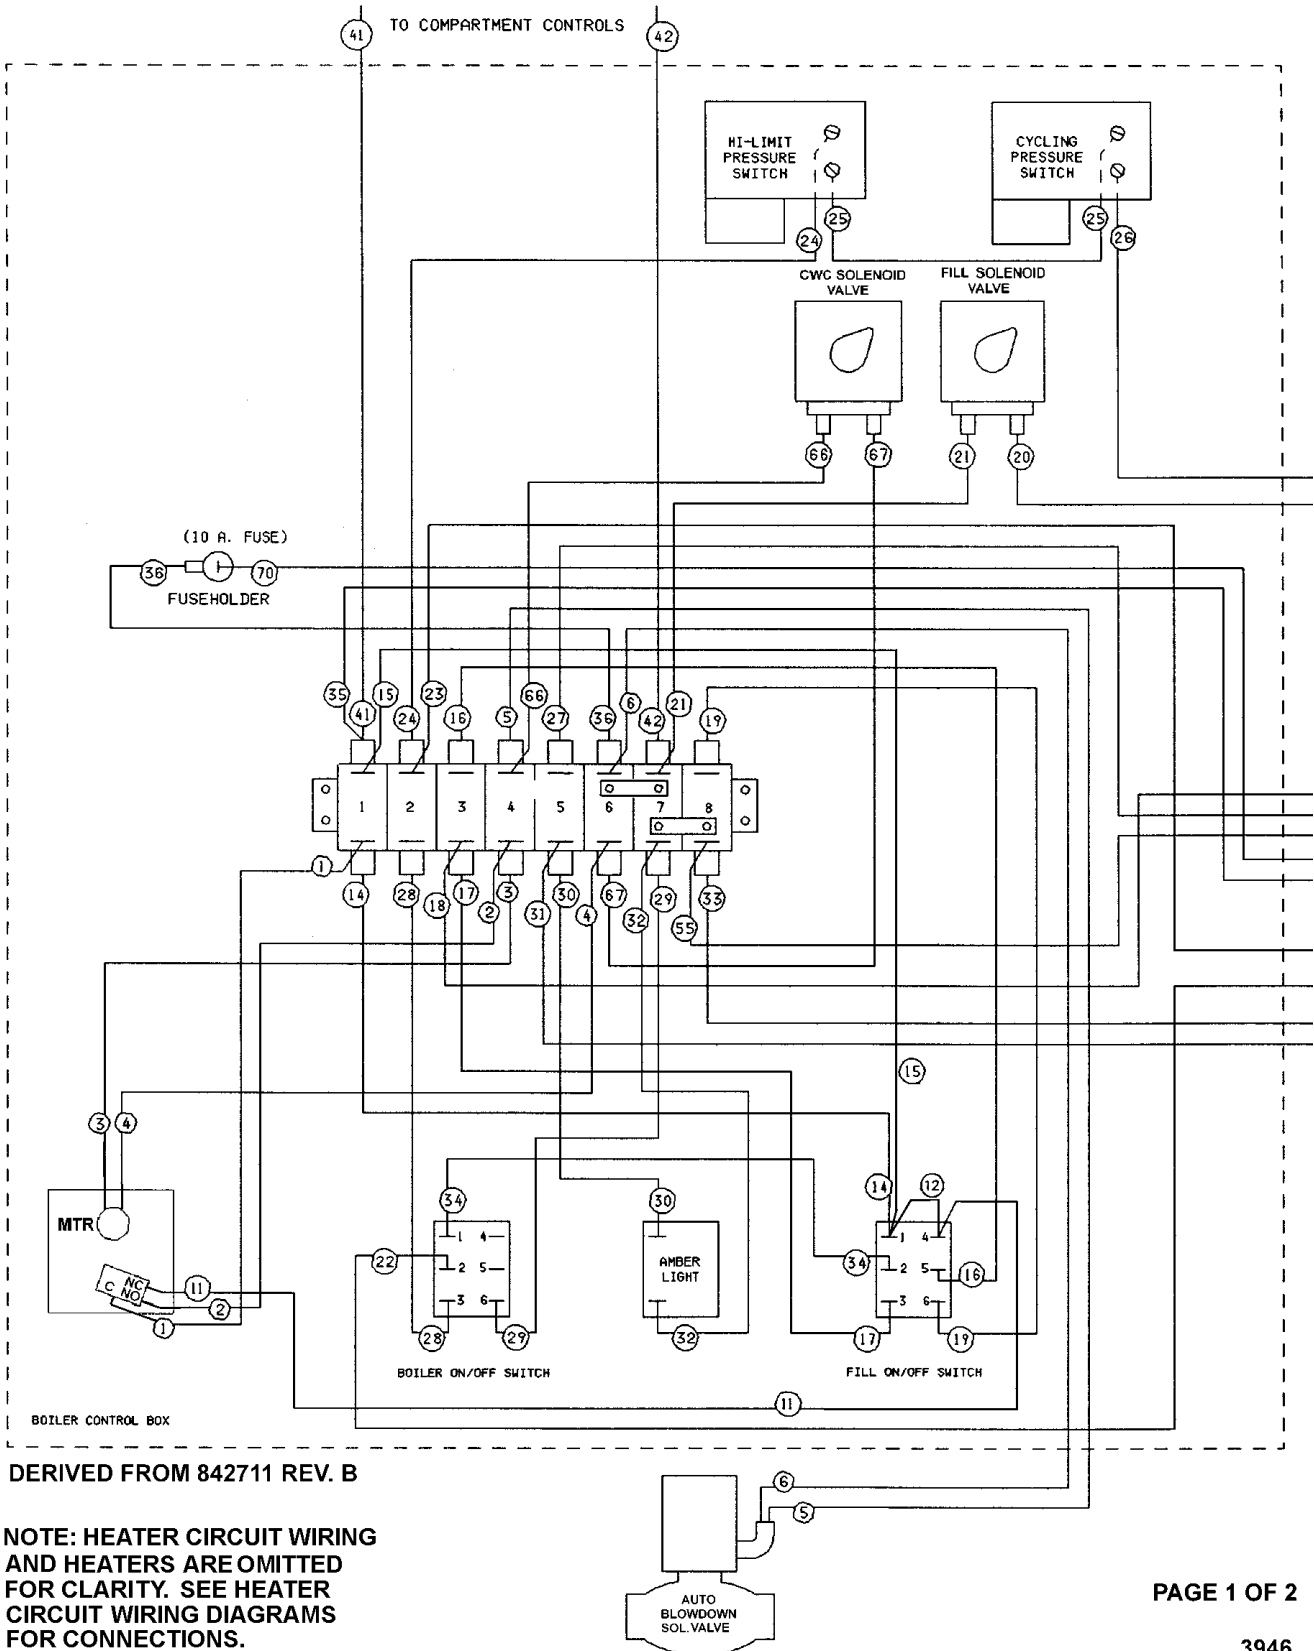 41
TO COMPARTMENT CONTROLS
42
HI-LIMIT
PRESSURE
SWITCH
CYCLING
PRESSURE
SWITCH
25
24
25
26
CWC SOLENOID
VALVE
FILL SOLENOID
VALVE
66
67
21
20
(10 A. FUSE)
36
70
FUSEHOLDER
35
41
15
24
23
16
5
66
27
36
6
42
21
19
1
2
3
4
5
6
7
8
1
14
28
18
17
2
3
31
30
4
67
32
29
55
33
15
3
4
MTR
C
NC
NO
11
2
1
34
22
1
4
2
5
3
6
28
29
BOILER ON/OFF SWITCH
30
AMBER
LIGHT
32
14
12
34
1
4
2
5
3
6
16
17
19
FILL ON/OFF SWITCH
11
BOILER CONTROL BOX
DERIVED FROM 842711 REV. B
6
5
NOTE: HEATER CIRCUIT WIRING
AND HEATERS ARE OMITTED
FOR CLARITY. SEE HEATER
CIRCUIT WIRING DIAGRAMS
FOR CONNECTIONS.
AUTO
BLOWDOWN
SOL. VALVE
PAGE 1 OF 2
3946